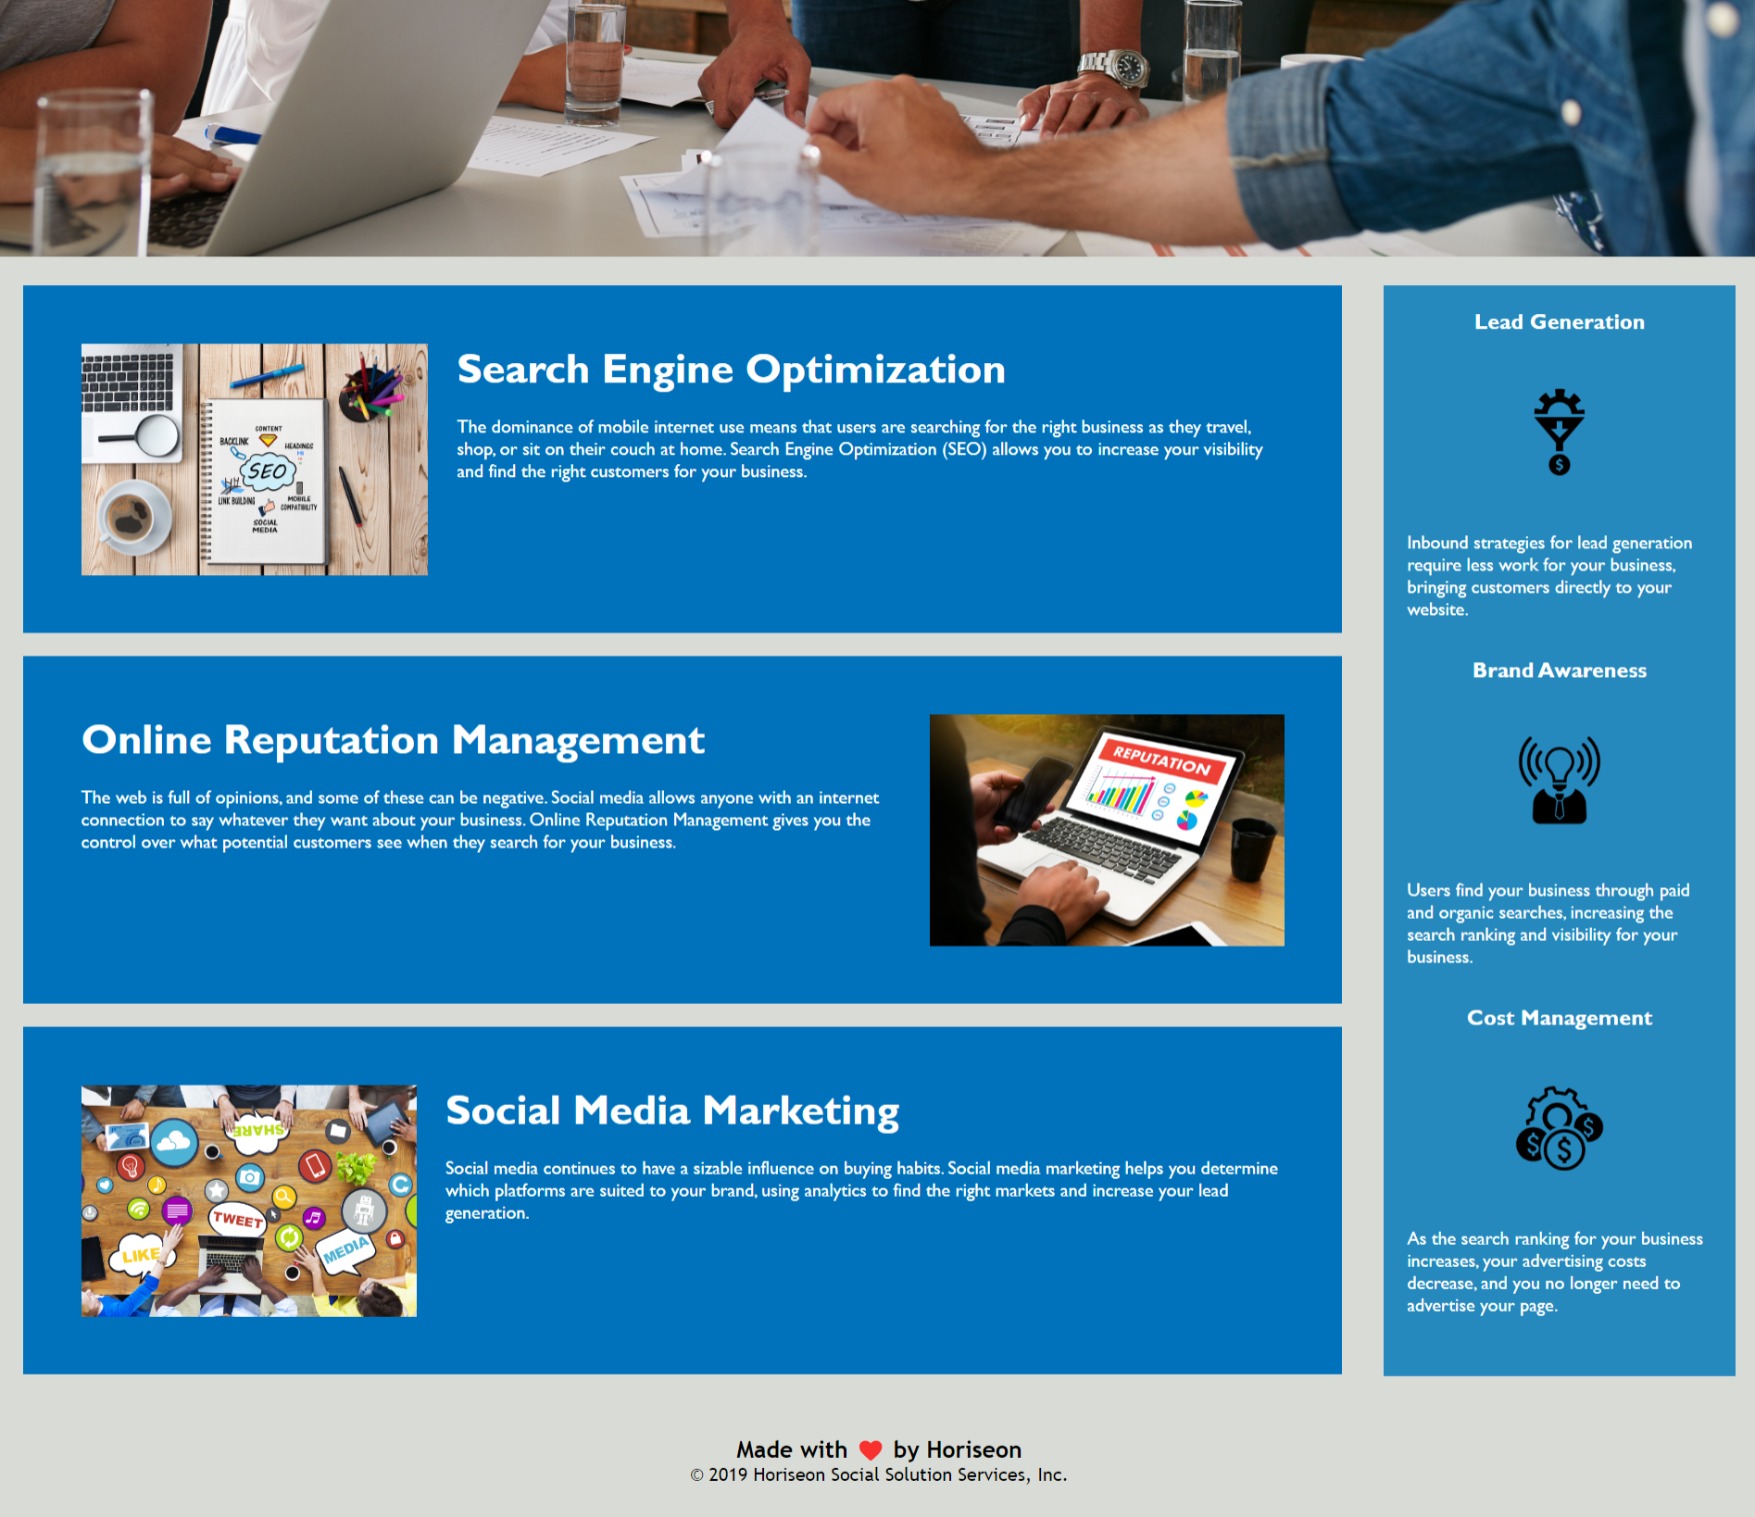 Search Engine Optimization
The dominance of mobile internet use means that users are searching for the right business as they travel,
shop, or sit on their couch at home. Search Engine Optimization (SEO) allows you to increase your visibility
and find the right customers for your business.
CONTENT
BACKLINK
HEADINGS
SEO
LINK BUILDING
MOBILE
COMPATIBILITY
SOCIAL
MEDIA
Online Reputation Management
The web is full of opinions, and some of these can be negative. Social media allows anyone with an internet
connection to say whatever they want about your business. Online Reputation Management gives you the
control over what potential customers see when they search for your business.
REPUTATION
Social Media Marketing
Social media continues to have a sizable influence on buying habits. Social media marketing helps you determine
which platforms are suited to your brand, using analytics to find the right markets and increase your lead
generation.
SHARE
TWEET
LIKE
MEDIA
Lead Generation
$
Inbound strategies for lead generation
require less work for your business,
bringing customers directly to your
website.
Brand Awareness
Users find your business through paid
and organic searches, increasing the
search ranking and visibility for your
business.
Cost Management
$ $ $
As the search ranking for your business
increases, your advertising costs
decrease, and you no longer need to
advertise your page.
Made with ❤️ by Horiseon
© 2019 Horiseon Social Solution Services, Inc.